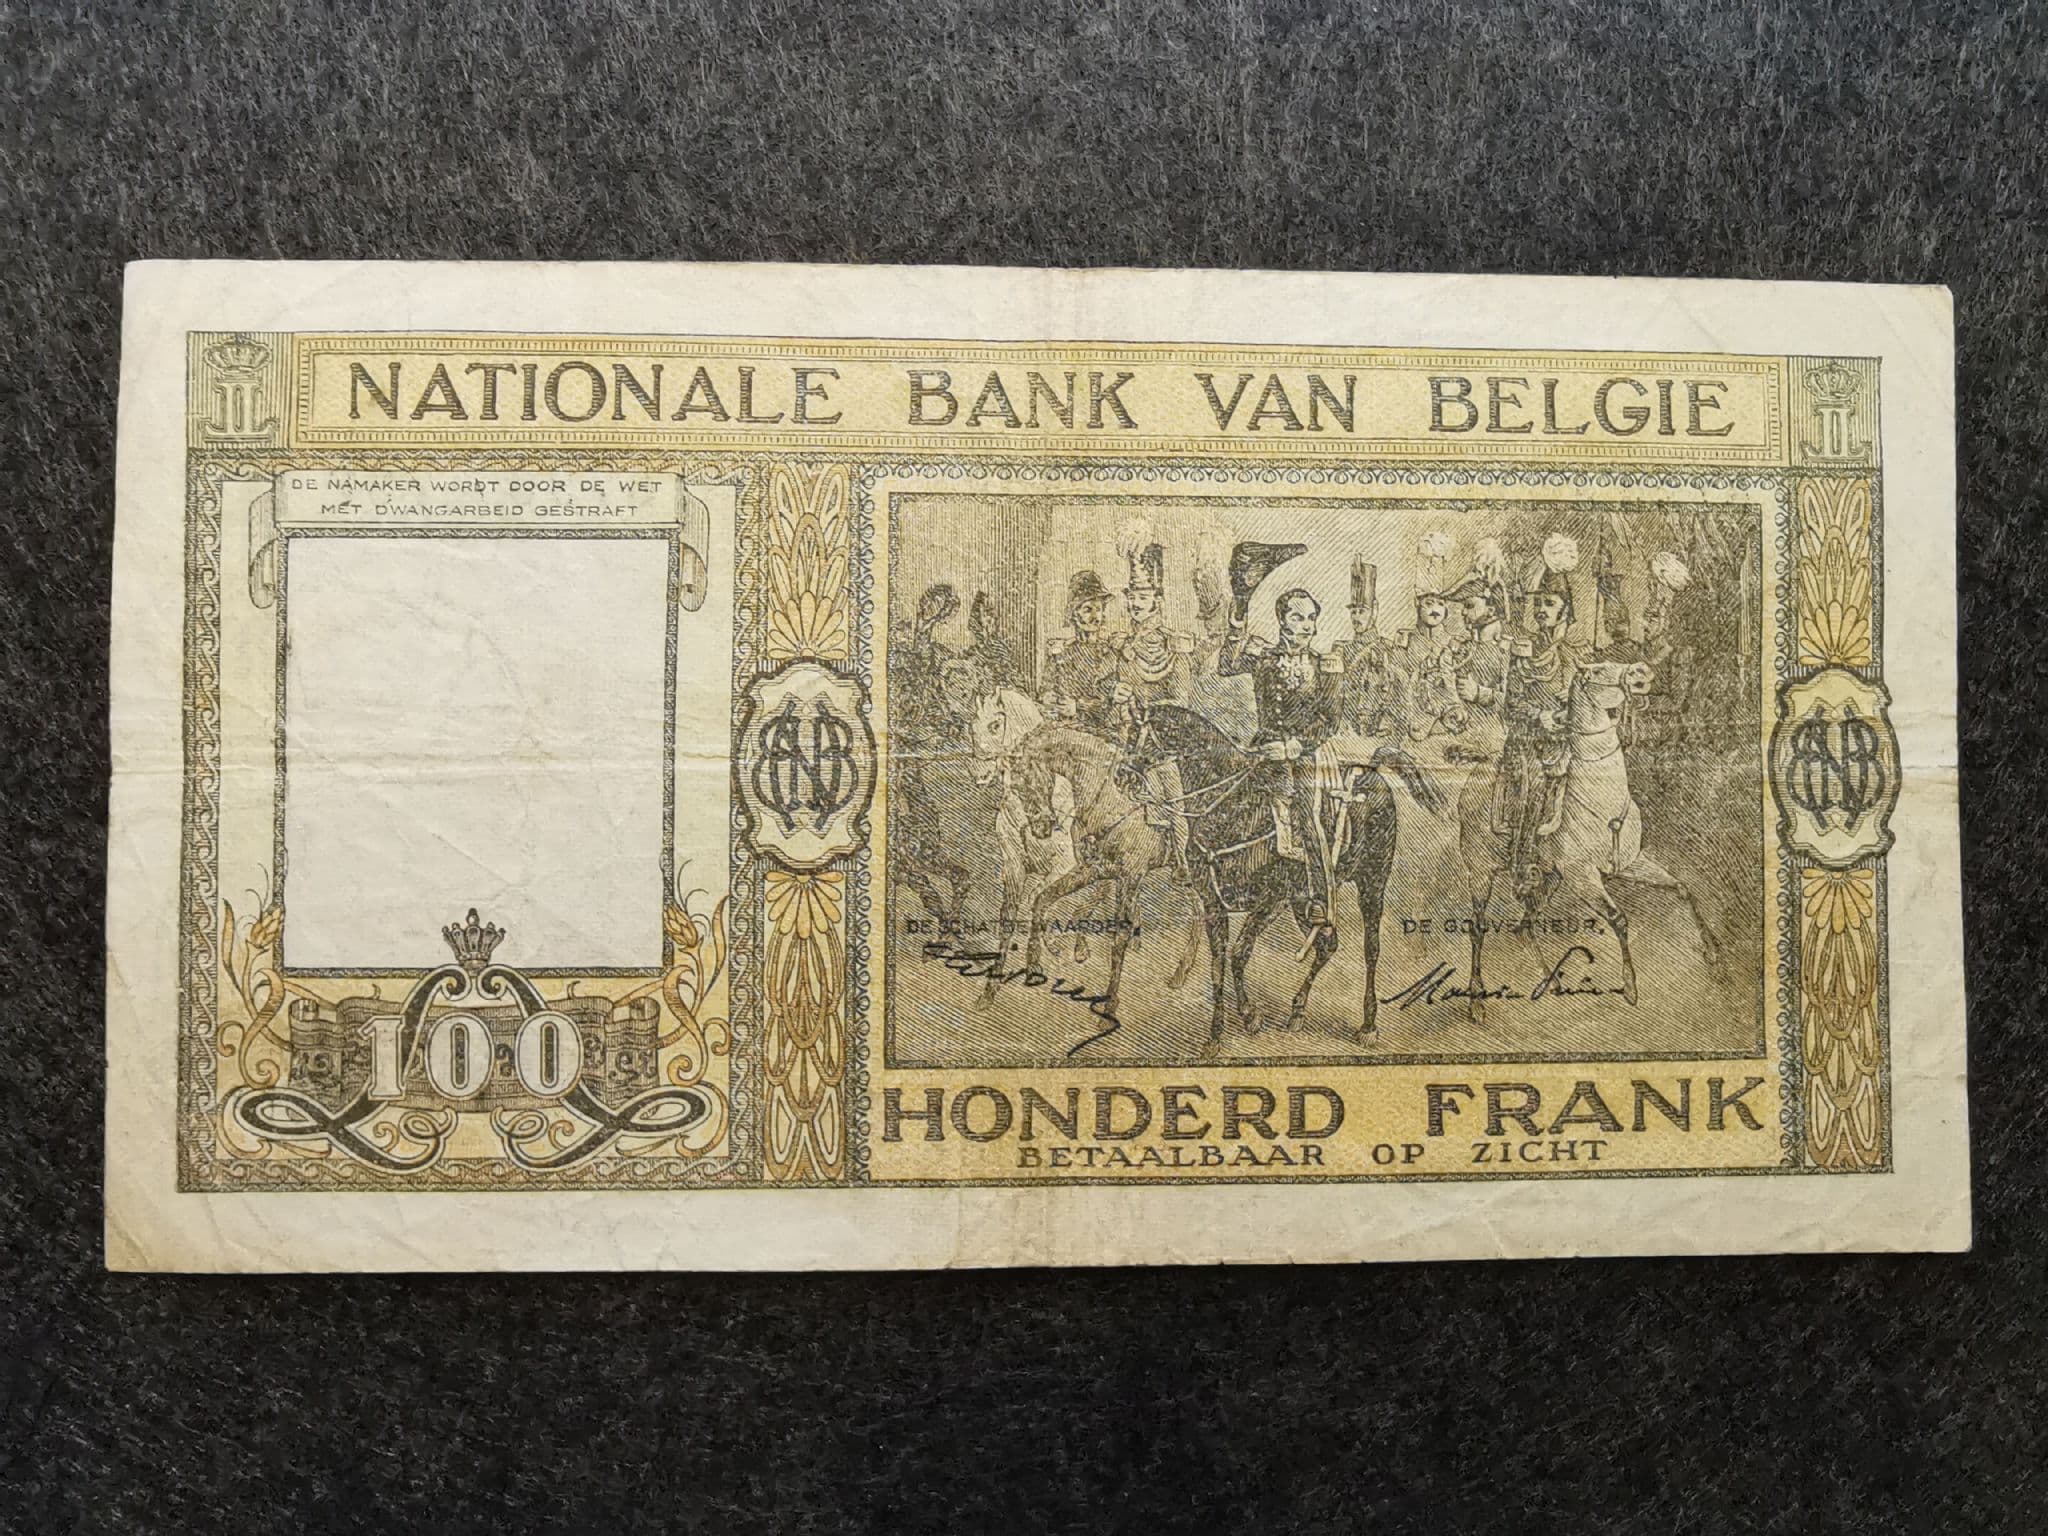 NATIONALE BANK VAN BELGIE
DE NAMAKER WORDT DOOR DE WET
MET DWANGARBEID GESTRAFT
DE SCHATBEWAARDER,
DE GOUVERNEUR,
100
HONDERD FRANK
BETAALBAAR OP ZICHT